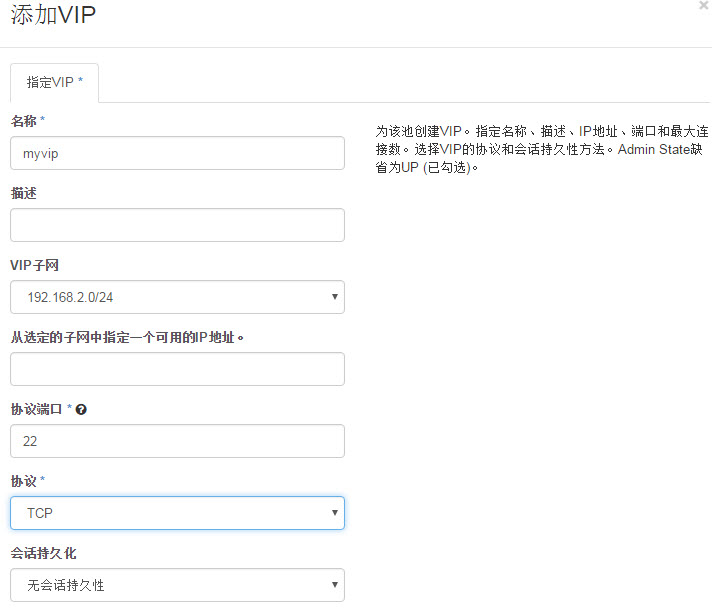 添加VIP
×
指定VIP *
名称 *
myvip
为该池创建VIP。指定名称、描述、IP地址、端口和最大连
接数。选择VIP的协议和会话持久性方法。Admin State缺
省为UP (已勾选)。
描述
VIP子网
192.168.2.0/24
从选定的子网中指定一个可用的IP地址。
协议端口 * ?
22
协议 *
TCP
会话持久化
无会话持久性